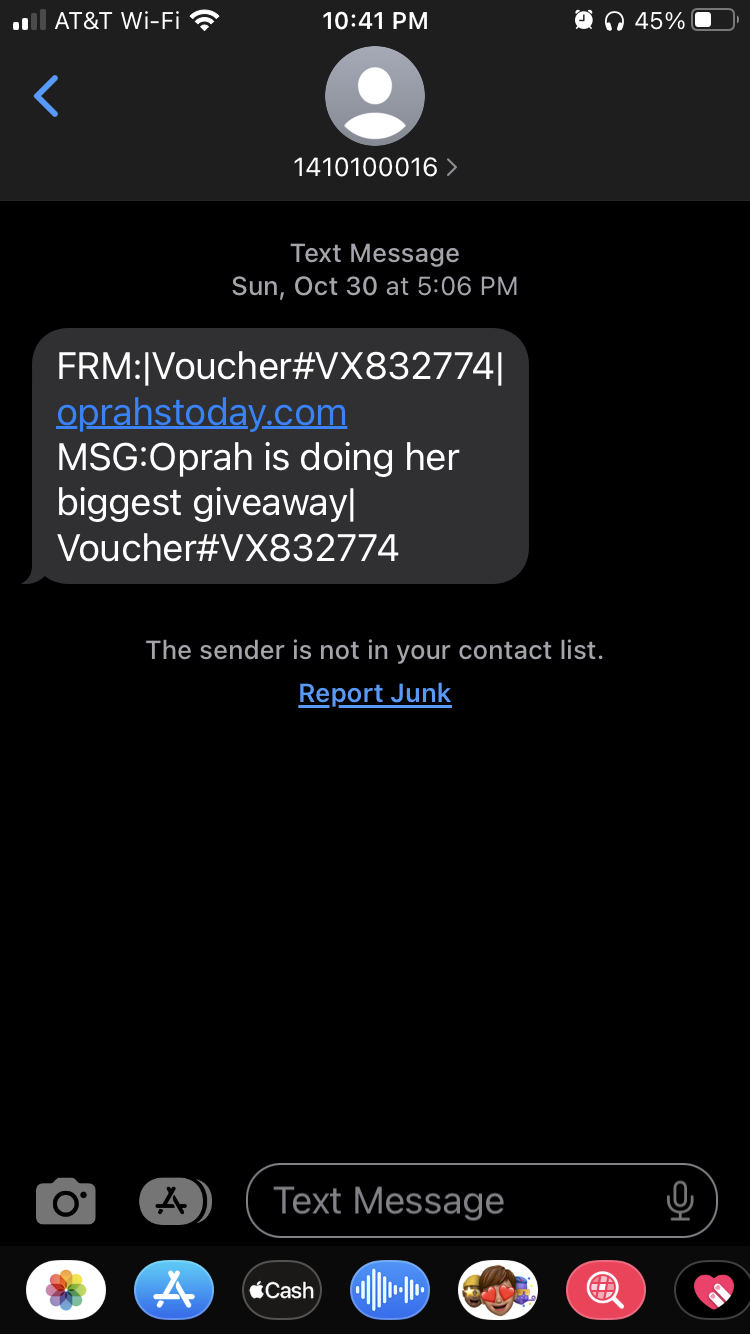 AT&T Wi-Fi 10:41 PM 45%
1410100016
Text Message
Sun, Oct 30 at 5:06 PM
FRM:|Voucher#VX832774|
oprahstoday.com
MSG:Oprah is doing her
biggest giveaway|
Voucher#VX832774
The sender is not in your contact list.
Report Junk
Text Message
Cash